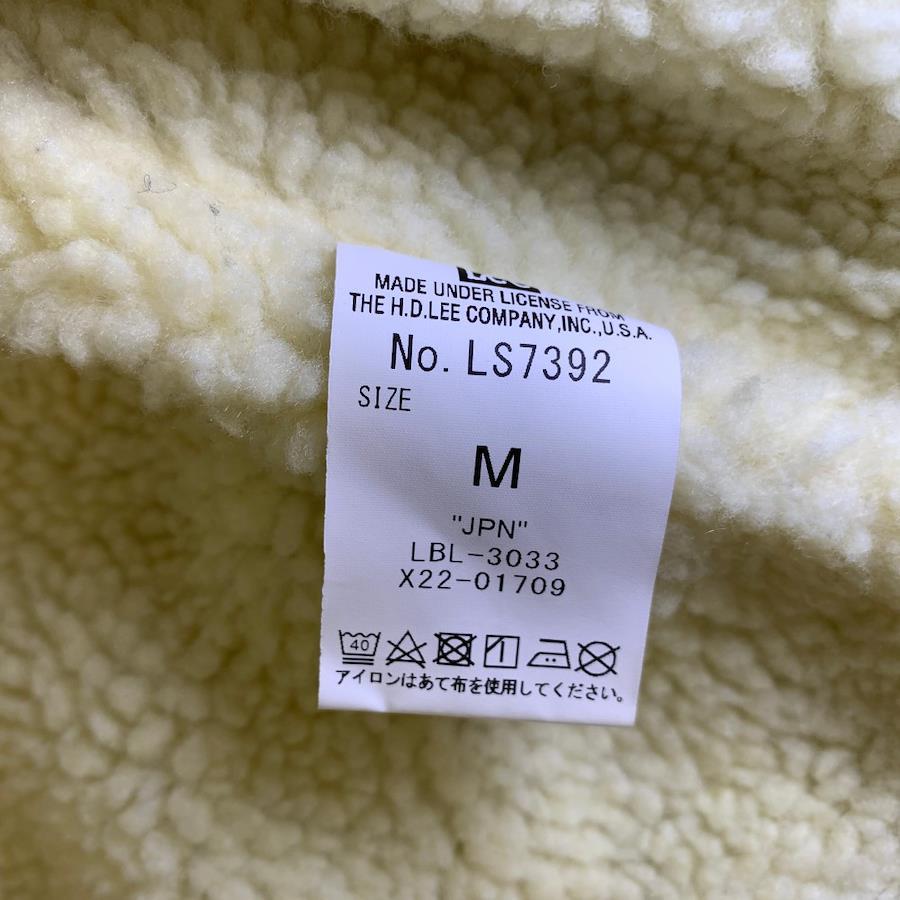 MADE UNDER LICENSE FROM
THE H.D.LEE COMPANY,INC.,U.S.A.
No. LS7392
SIZE
M
"JPN"
LBL-3033
X22-01709
40
アイロンはあて布を使用してください。